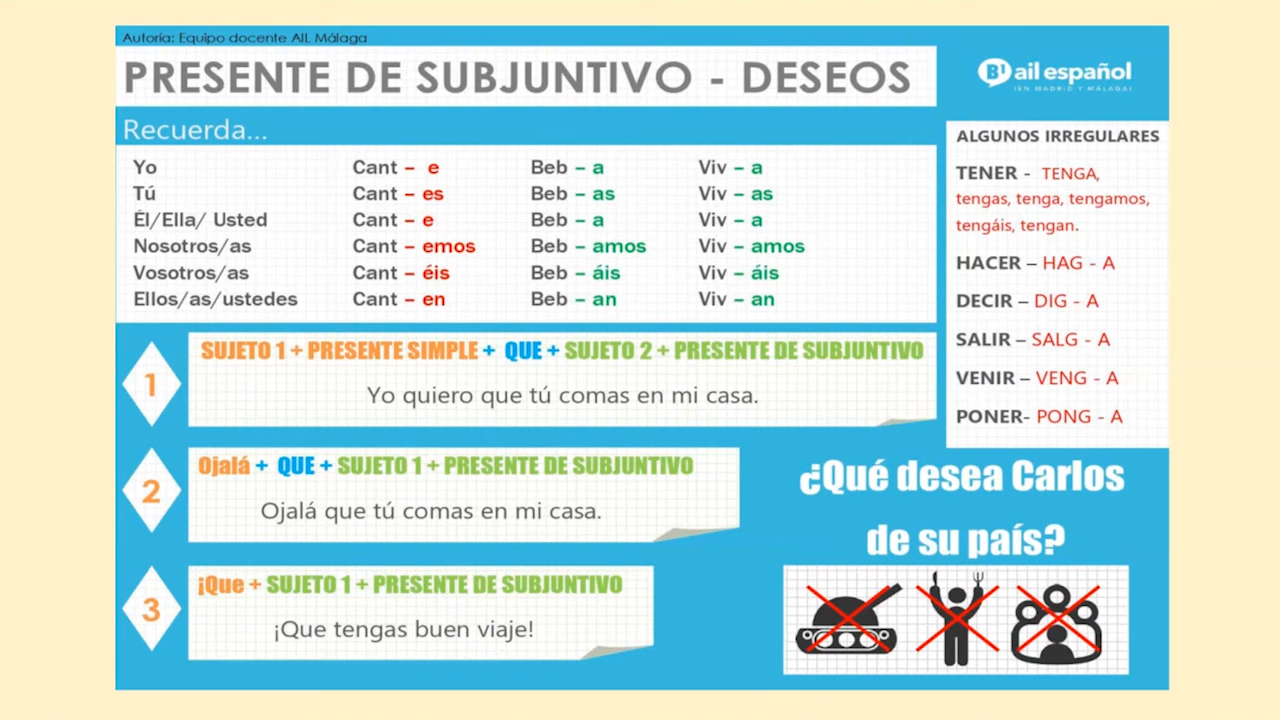 Autoría: Equipo docente AIL Málaga
PRESENTE DE SUBJUNTIVO - DESEOS
B1 ail español
(EN MADRID Y MÁLAGA)
Recuerda...
Yo Cant – e Beb – a Viv – a
Tú Cant – es Beb – as Viv – as
Él/Ella/ Usted Cant – e Beb – a Viv – a
Nosotros/as Cant – emos Beb – amos Viv – amos
Vosotros/as Cant – éis Beb – áis Viv – áis
Ellos/as/ustedes Cant – en Beb – an Viv – an
ALGUNOS IRREGULARES
TENER - TENGA,
tengas, tenga, tengamos,
tengáis, tengan.
HACER – HAG - A
DECIR – DIG - A
SALIR – SALG - A
VENIR – VENG - A
PONER- PONG - A
1
SUJETO 1 + PRESENTE SIMPLE + QUE + SUJETO 2 + PRESENTE DE SUBJUNTIVO
Yo quiero que tú comas en mi casa.
2
Ojalá + QUE + SUJETO 1 + PRESENTE DE SUBJUNTIVO
Ojalá que tú comas en mi casa.
3
¡Que + SUJETO 1 + PRESENTE DE SUBJUNTIVO
¡Que tengas buen viaje!
¿Qué desea Carlos
de su país?